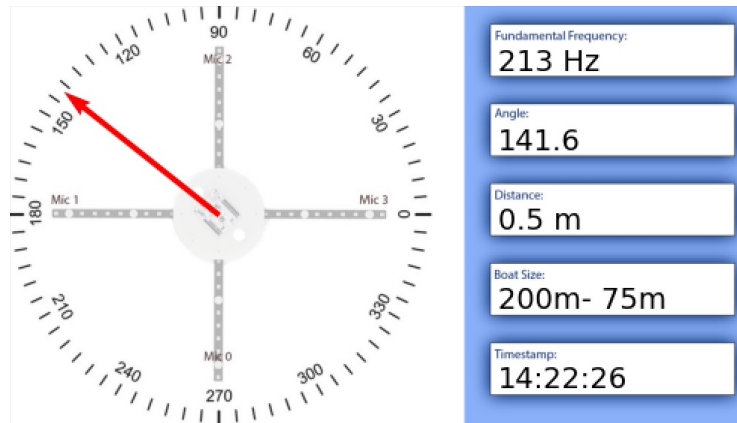 90
120
60
Mic 2
150
30
Mic 1
Mic 3
180
0
210
330
Mic 0
240
300
270
Fundamental Frequency:
213 Hz
Angle:
141.6
Distance:
0.5 m
Boat Size:
200m- 75m
Timestamp:
14:22:26